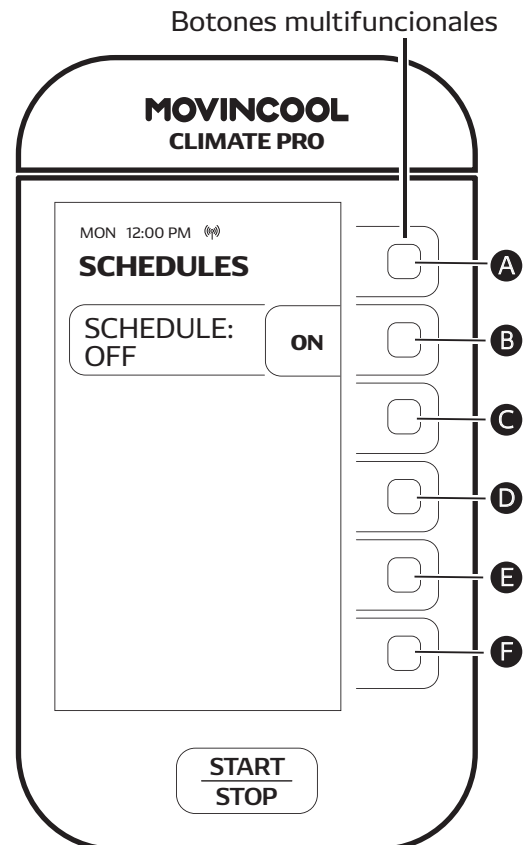 Botones multifuncionales
MOVINCOOL
CLIMATE PRO
MON 12:00 PM
SCHEDULES
SCHEDULE:
OFF
ON
A
B
C
D
E
F
START
STOP